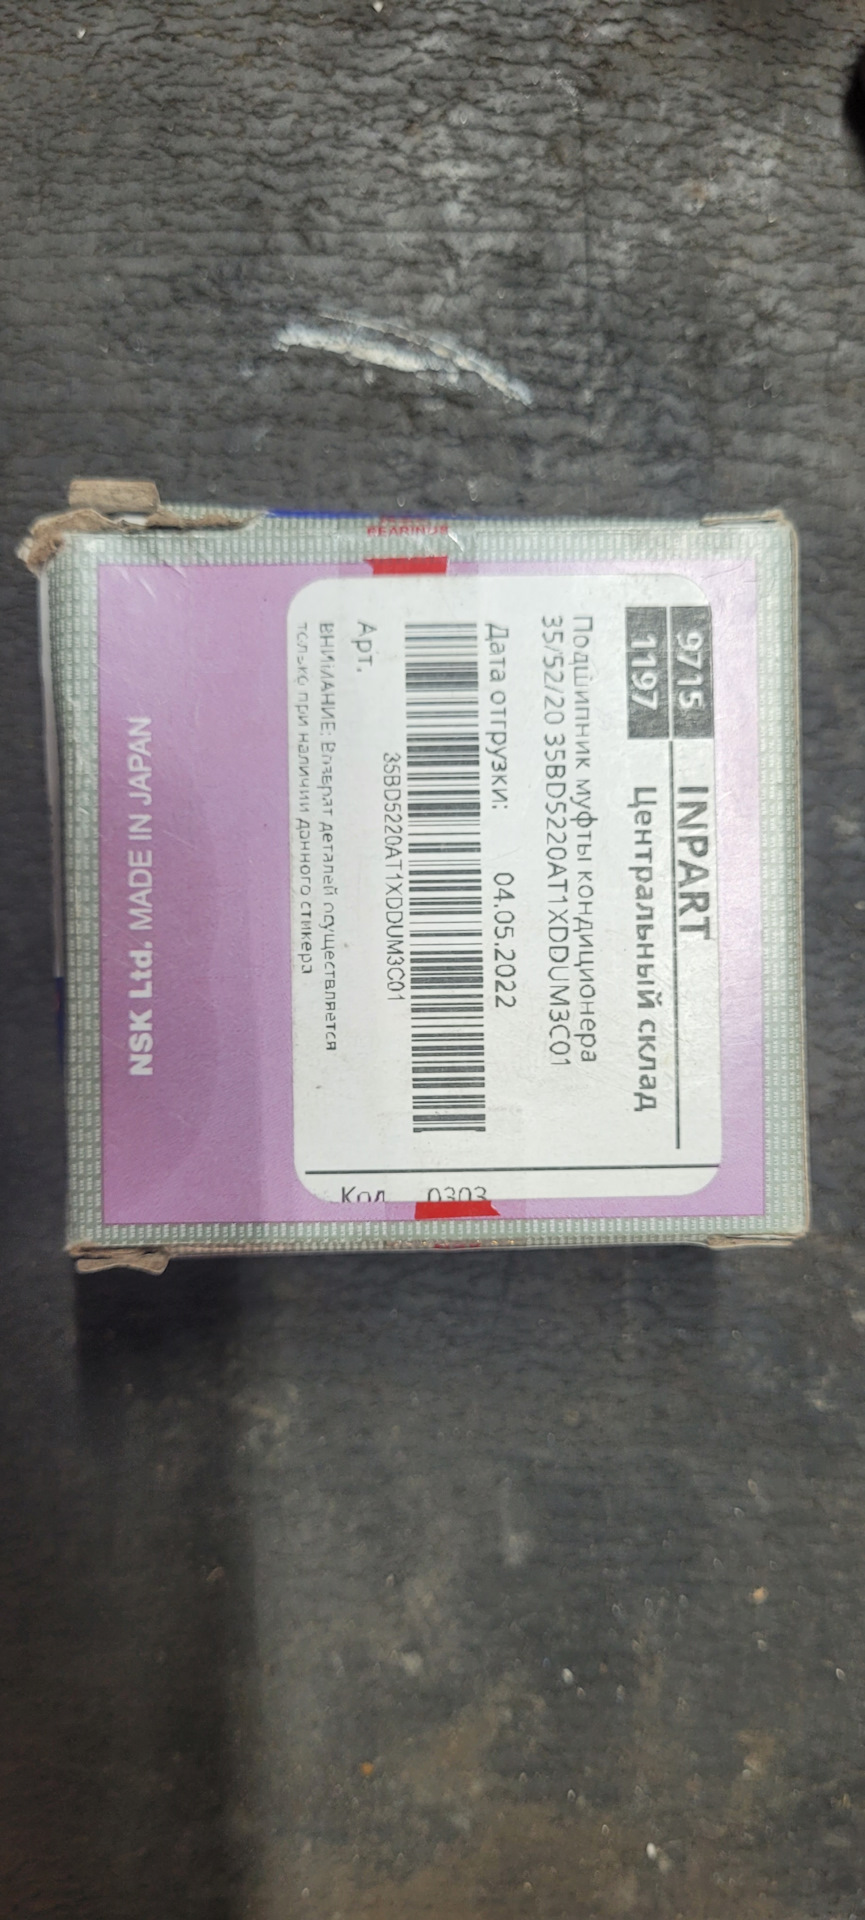 BEARINGS
9715
INPART
1197
Центральный склад
Подшипник муфты кондиционера
35/52/20 35BD5220AT1XDDUM3C01
Дата отгрузки: 04.05.2022
35BD5220AT1XDDUM3C01
Арт.
ВНИМАНИЕ: Возврат деталей осуществляется
только при наличии данного стикера
Код 0303
NSK Ltd. MADE IN JAPAN